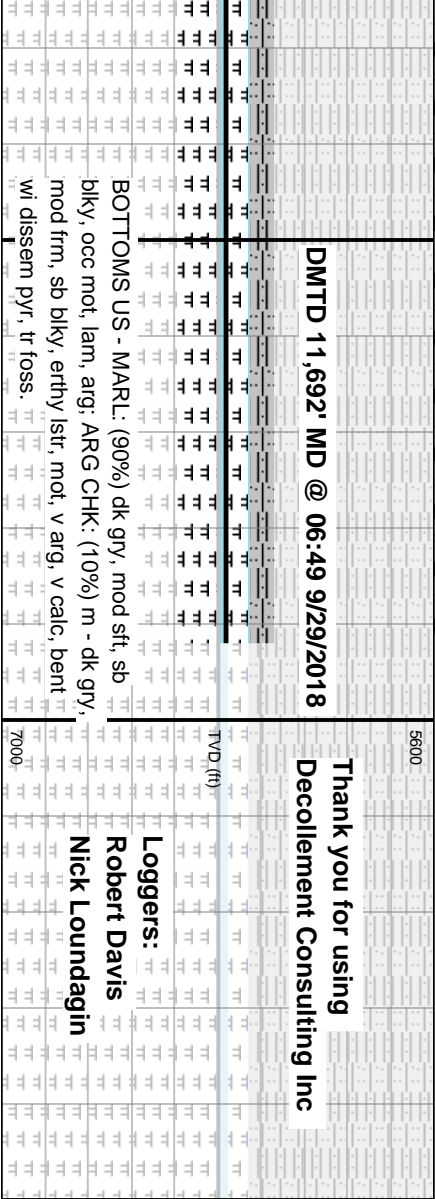 DMTD 11,692' MD @ 06:49 9/29/2018
BOTTOMS US - MARL: (90%) dk gry, mod sft, sb
blky, occ mot, lam, arg; ARG CHK: (10%) m - dk gry,
mod frm, sb blky, erthy lstr, mot, v arg, v calc, bent
wi dissem pyr, tr foss.
5600
TVD (ft)
7000
Thank you for using
Decollement Consulting Inc
Loggers:
Robert Davis
Nick Loundagin